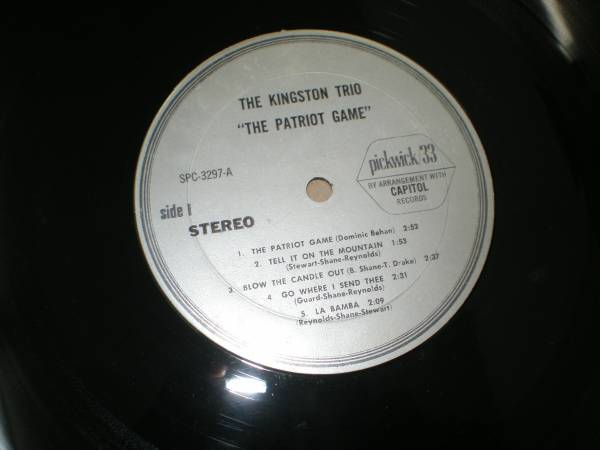 THE KINGSTON TRIO
"THE PATRIOT GAME"
pickwick/33
BY ARRANGEMENT WITH
CAPITOL
RECORDS
SPC-3297-A
side 1
STEREO
1. THE PATRIOT GAME (Dominic Behan) 2:52
2. TELL IT ON THE MOUNTAIN 1:53
(Stewart-Shane-Reynolds)
3. BLOW THE CANDLE OUT (B. Shane-T. Drake) 2:37
4 GO WHERE I SEND THEE 2:31
(Guard-Shane-Reynolds)
5. LA BAMBA 2:09
(Reynolds-Shane-Stewart)